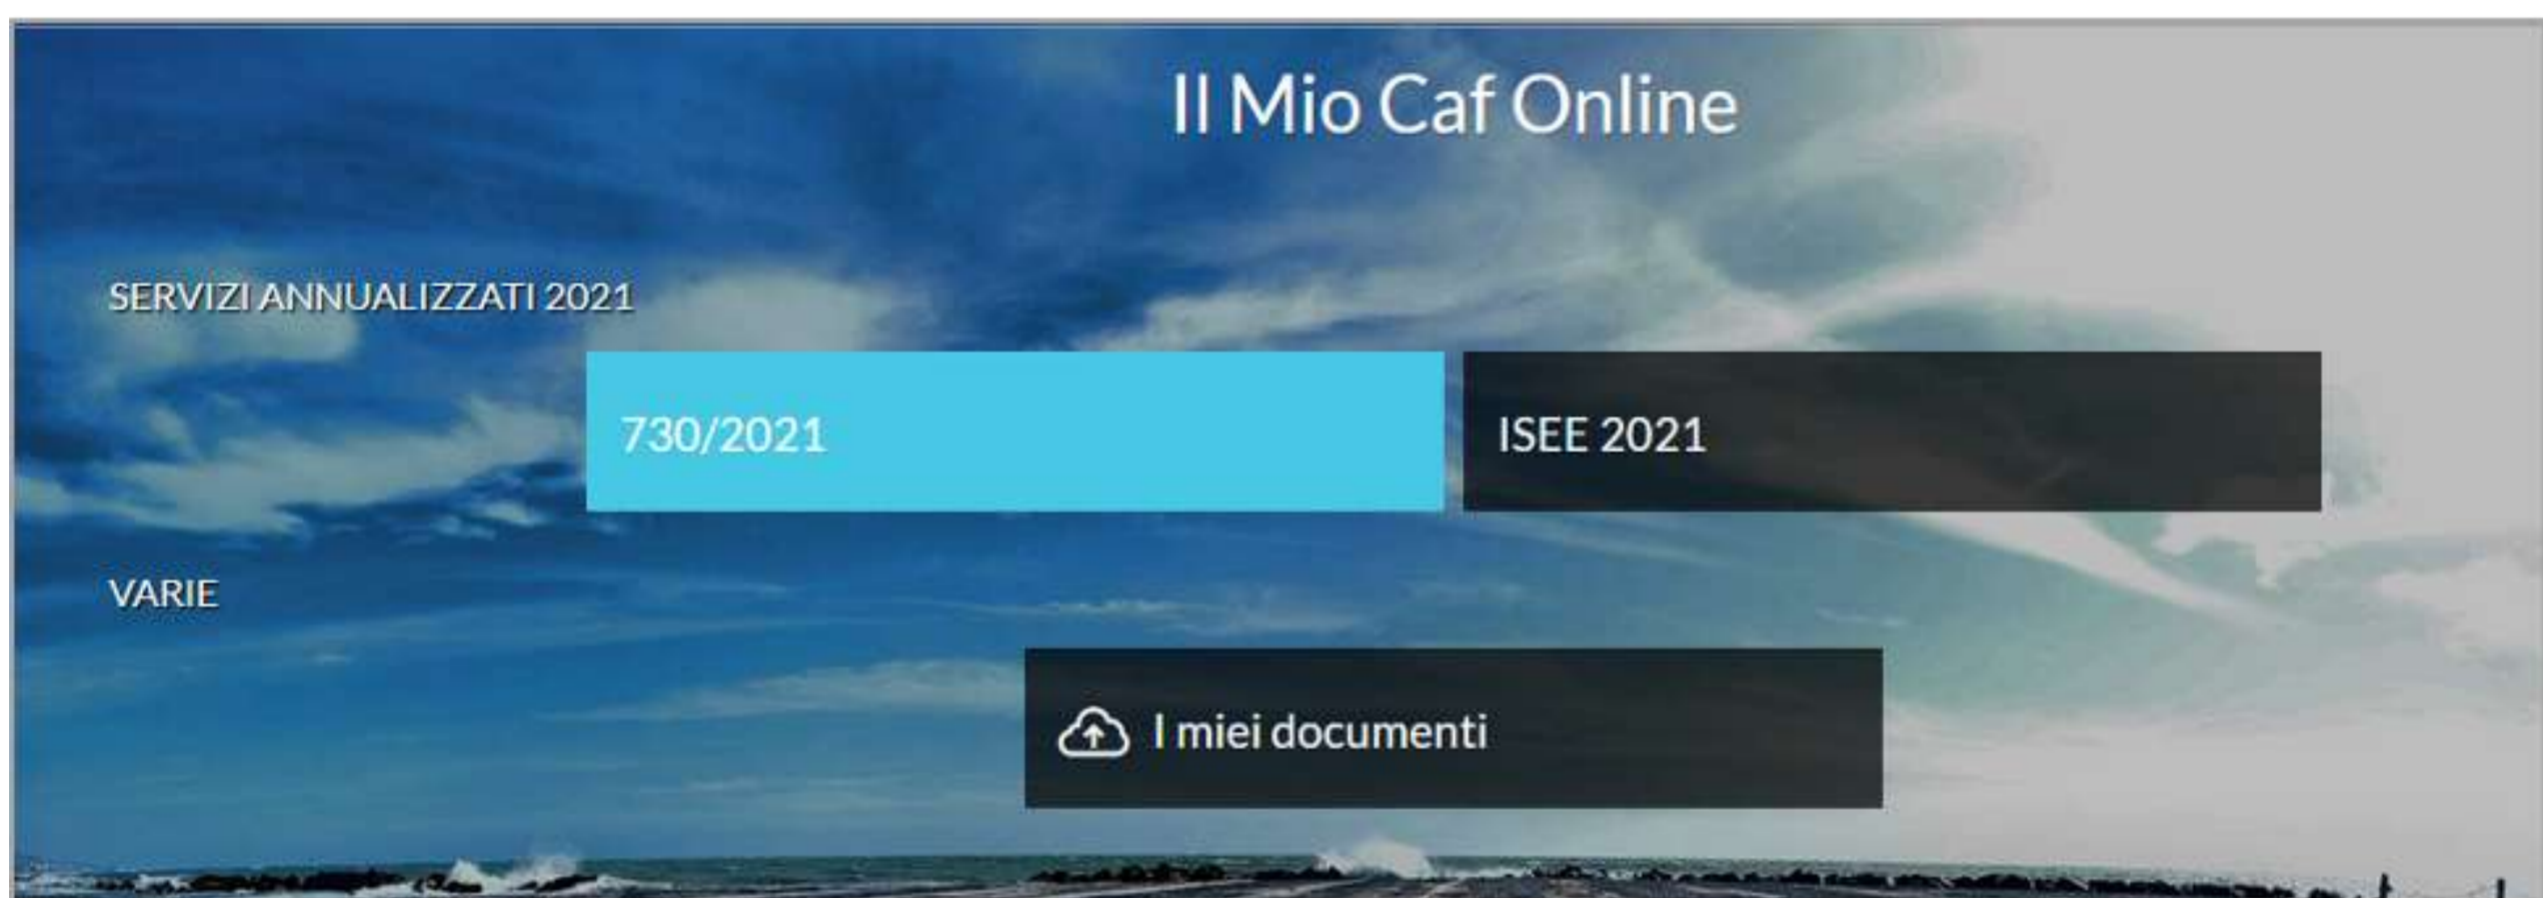 Il Mio Caf Online
SERVIZI ANNUALIZZATI 2021
730/2021
ISEE 2021
VARIE
I miei documenti